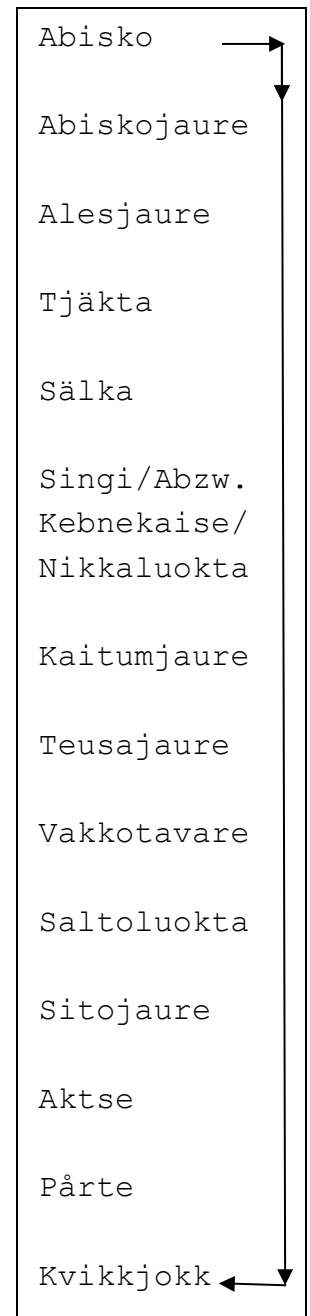 Abisko
Abiskojaure
Alesjaure
Tjäkta
Sälka
Singi/Abzw.
Kebnekaise/
Nikkaluokta
Kaitumjaure
Teusajaure
Vakkotavare
Saltoluokta
Sitojaure
Aktse
Pårte
Kvikkjokk